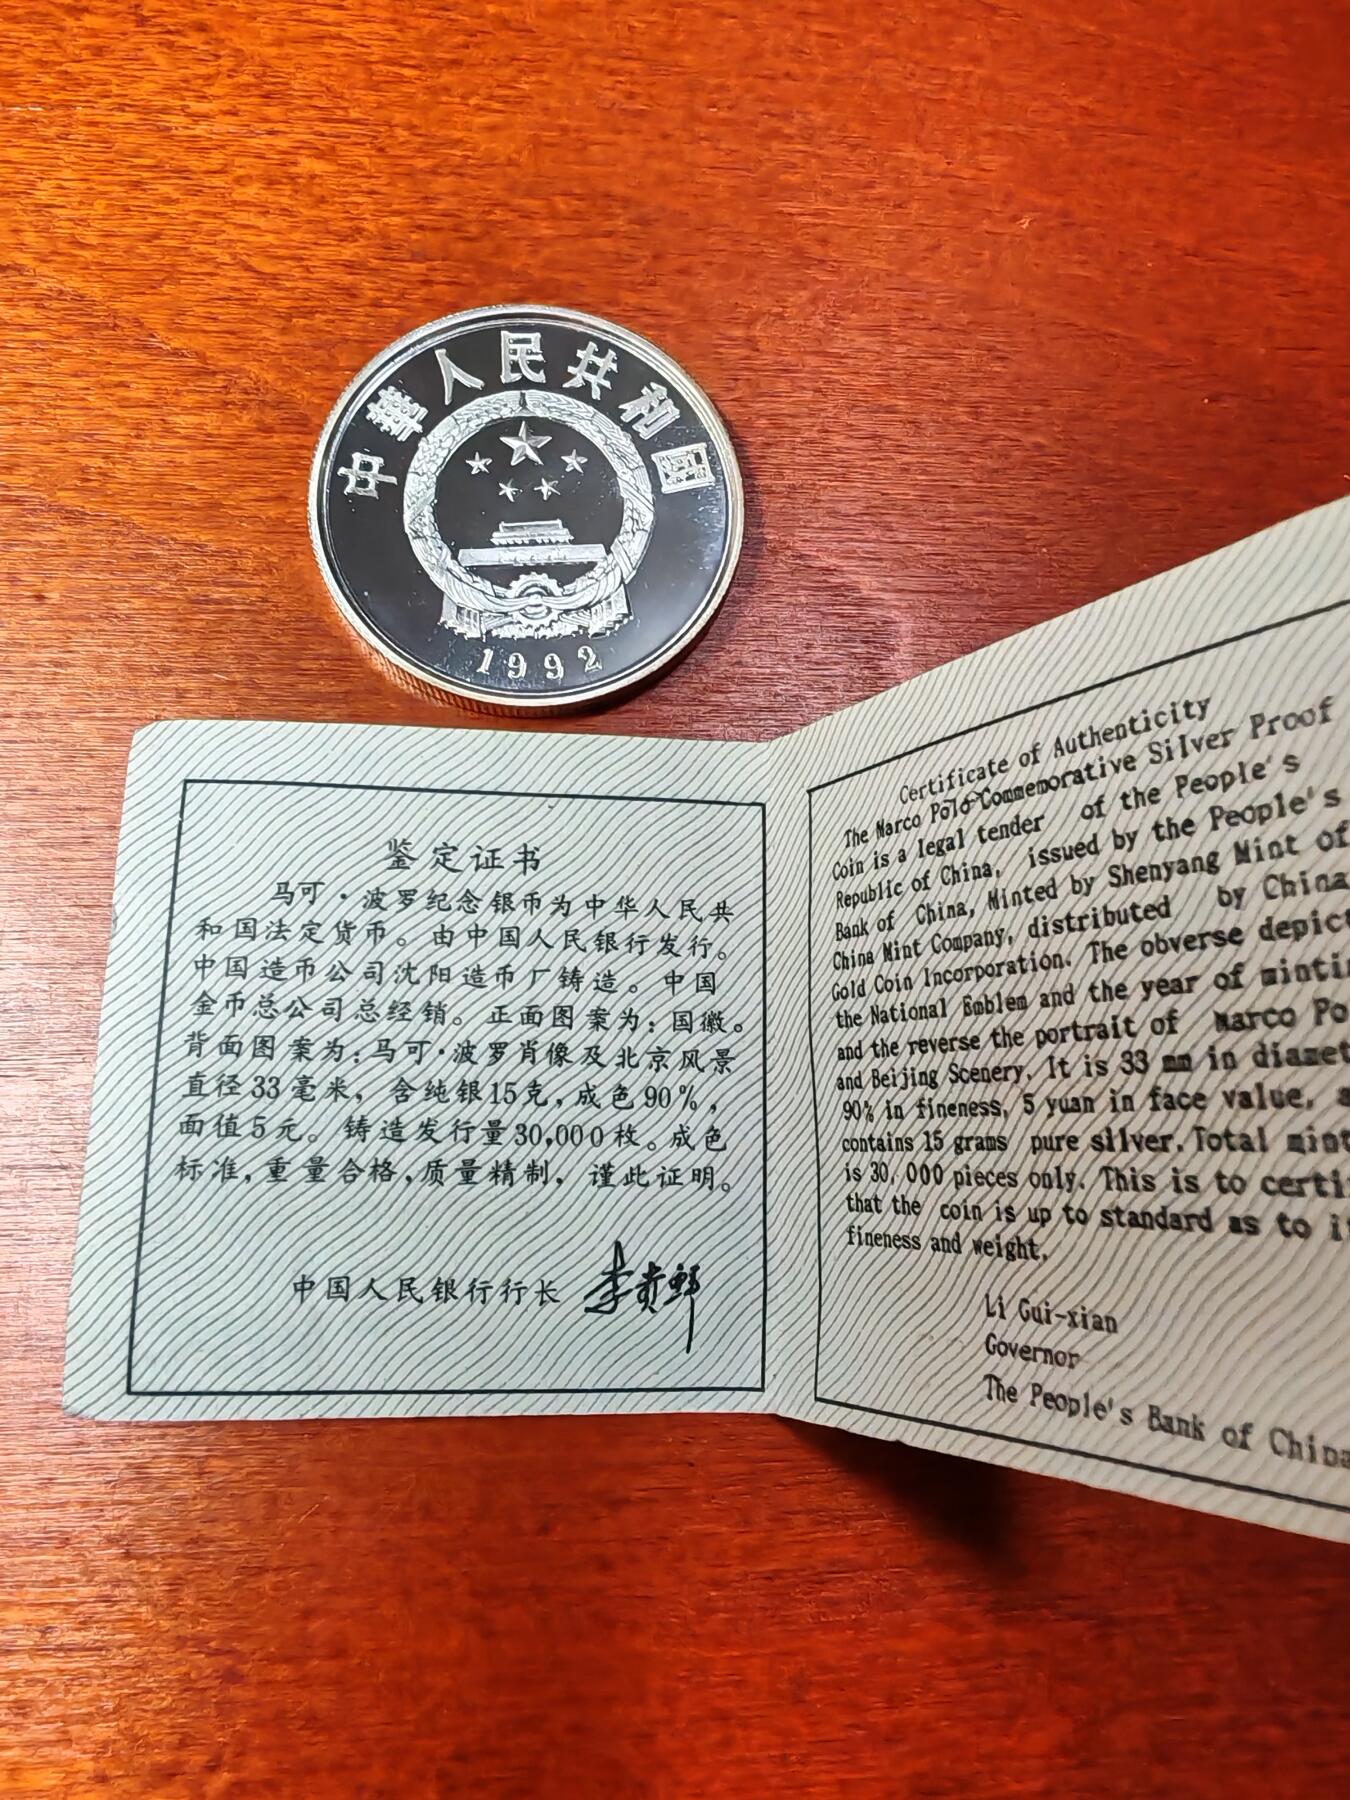 中華人民共和国
1992
鉴定证书
马可·波罗纪念银币为中华人民共
和国法定货币。由中国人民银行发行。
中国造币公司沈阳造币厂铸造。中国
金币总公司总经销。正面图案为：国徽。
背面图案为：马可·波罗肖像及北京风景
直径33毫米，含纯银15克，成色90%，
面值5元。铸造发行量30,000枚。成色
标准，重量合格，质量精制，谨此证明。
中国人民银行行长 李贵鲜
Certificate of Authenticity
The Marco Polo Commemorative Silver Proof
Coin is a legal tender of the People's
Republic of China, issued by the People's
Bank of China, Minted by Shenyang Mint of
China Mint Company, distributed by China
Gold Coin Incorporation. The obverse depict
the National Emblem and the year of minti
and the reverse the portrait of Marco Po
and Beijing Scenery. It is 33 mm in diamet
90% in fineness, 5 yuan in face value, a
contains 15 grams pure silver. Total mint
is 30,000 pieces only. This is to certi
that the coin is up to standard as to i
fineness and weight.
Li Gui-xian
Governor
The People's Bank of China